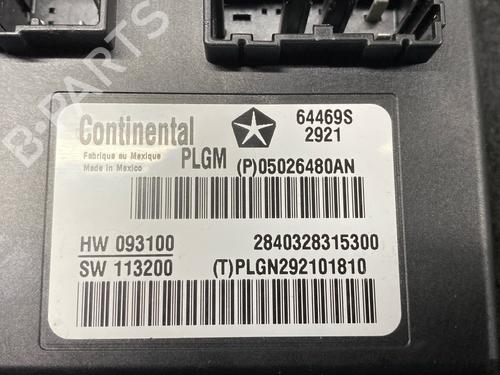 B-PARTS
Continental
64469S
2921
Fabrique au Mexique
Made in Mexico
PLGM
(P)05026480AN
HW 093100
2840328315300
SW 113200
(T)PLGN292101810